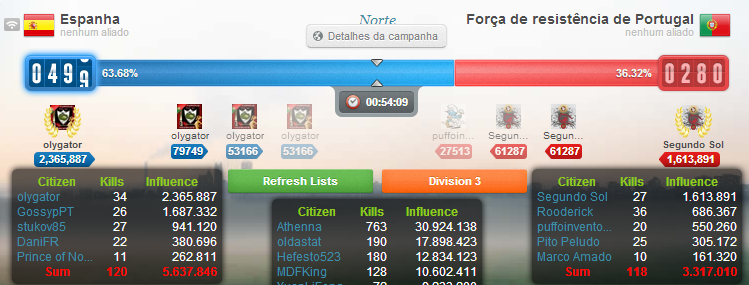 Espanha
nenhum aliado
Norte
Força de resistência de Portugal
nenhum aliado
Detalhes da campanha
63.68%
36.32%
0280
00:54:09
olygator
2,365,887
olygator
79749
olygator
53166
olygator
53166
puffoin...
27513
Segun...
61287
Segun...
61287
Segundo Sol
1,613,891
Citizen Kills Influence
olygator 34 2.365.887
GossypPT 26 1.687.332
stukov85 27 941.120
DaniFR 22 380.696
Prince of No... 11 262.811
Sum 120 5.637.846
Refresh Lists
Division 3
Citizen Kills Influence
Athenna 763 30.924.138
oldastat 190 17.898.423
Hefesto523 180 12.834.123
MDFKing 128 10.602.411
Citizen Kills Influence
Segundo Sol 27 1.613.891
Rooderick 36 686.367
puffoinvento... 20 550.260
Pito Peludo 25 305.172
Marco Amado 10 161.320
Sum 118 3.317.010